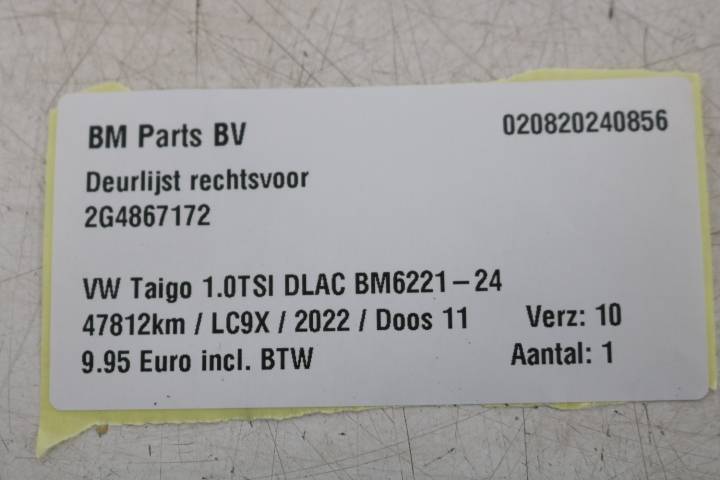 BM Parts BV 020820240856
Deurlijst rechtsvoor
2G4867172
VW Taigo 1.0TSI DLAC BM6221-24
47812km / LC9X / 2022 / Doos 11 Verz: 10
9.95 Euro incl. BTW Aantal: 1